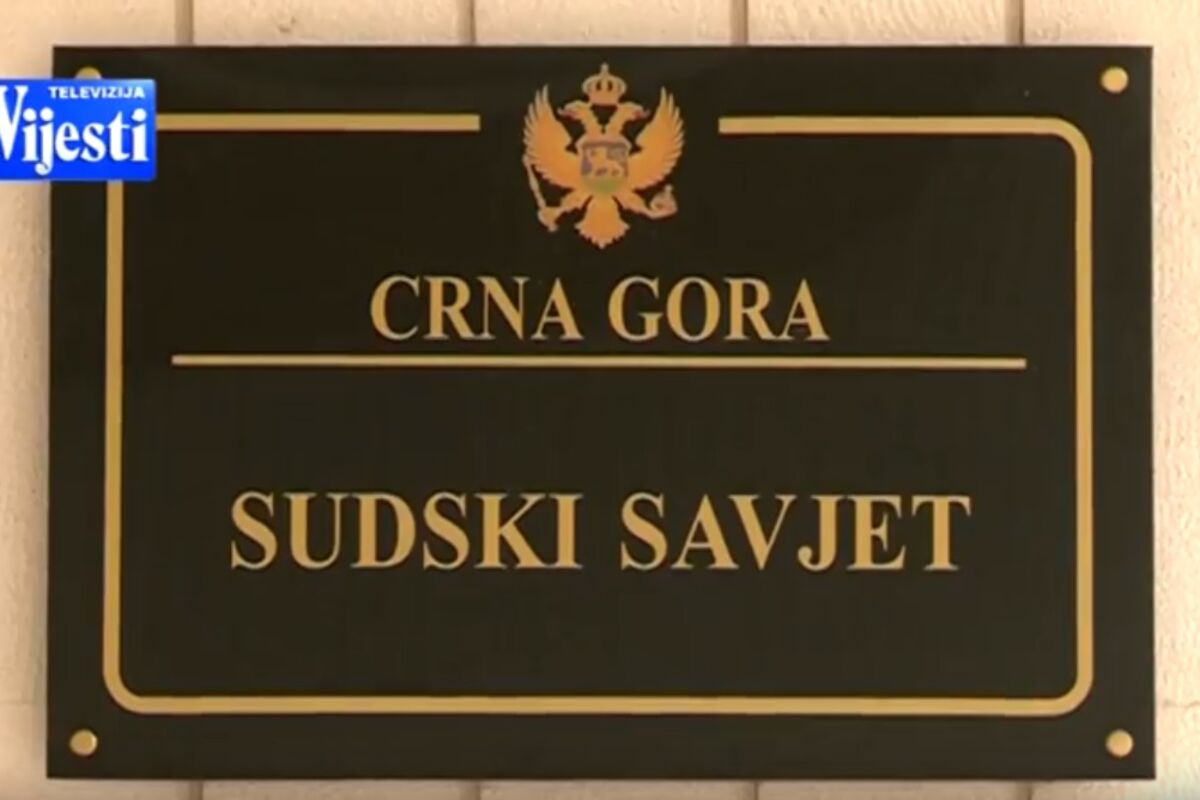 TELEVIZIJA
Vijesti
CRNA GORA
SUDSKI SAVJET